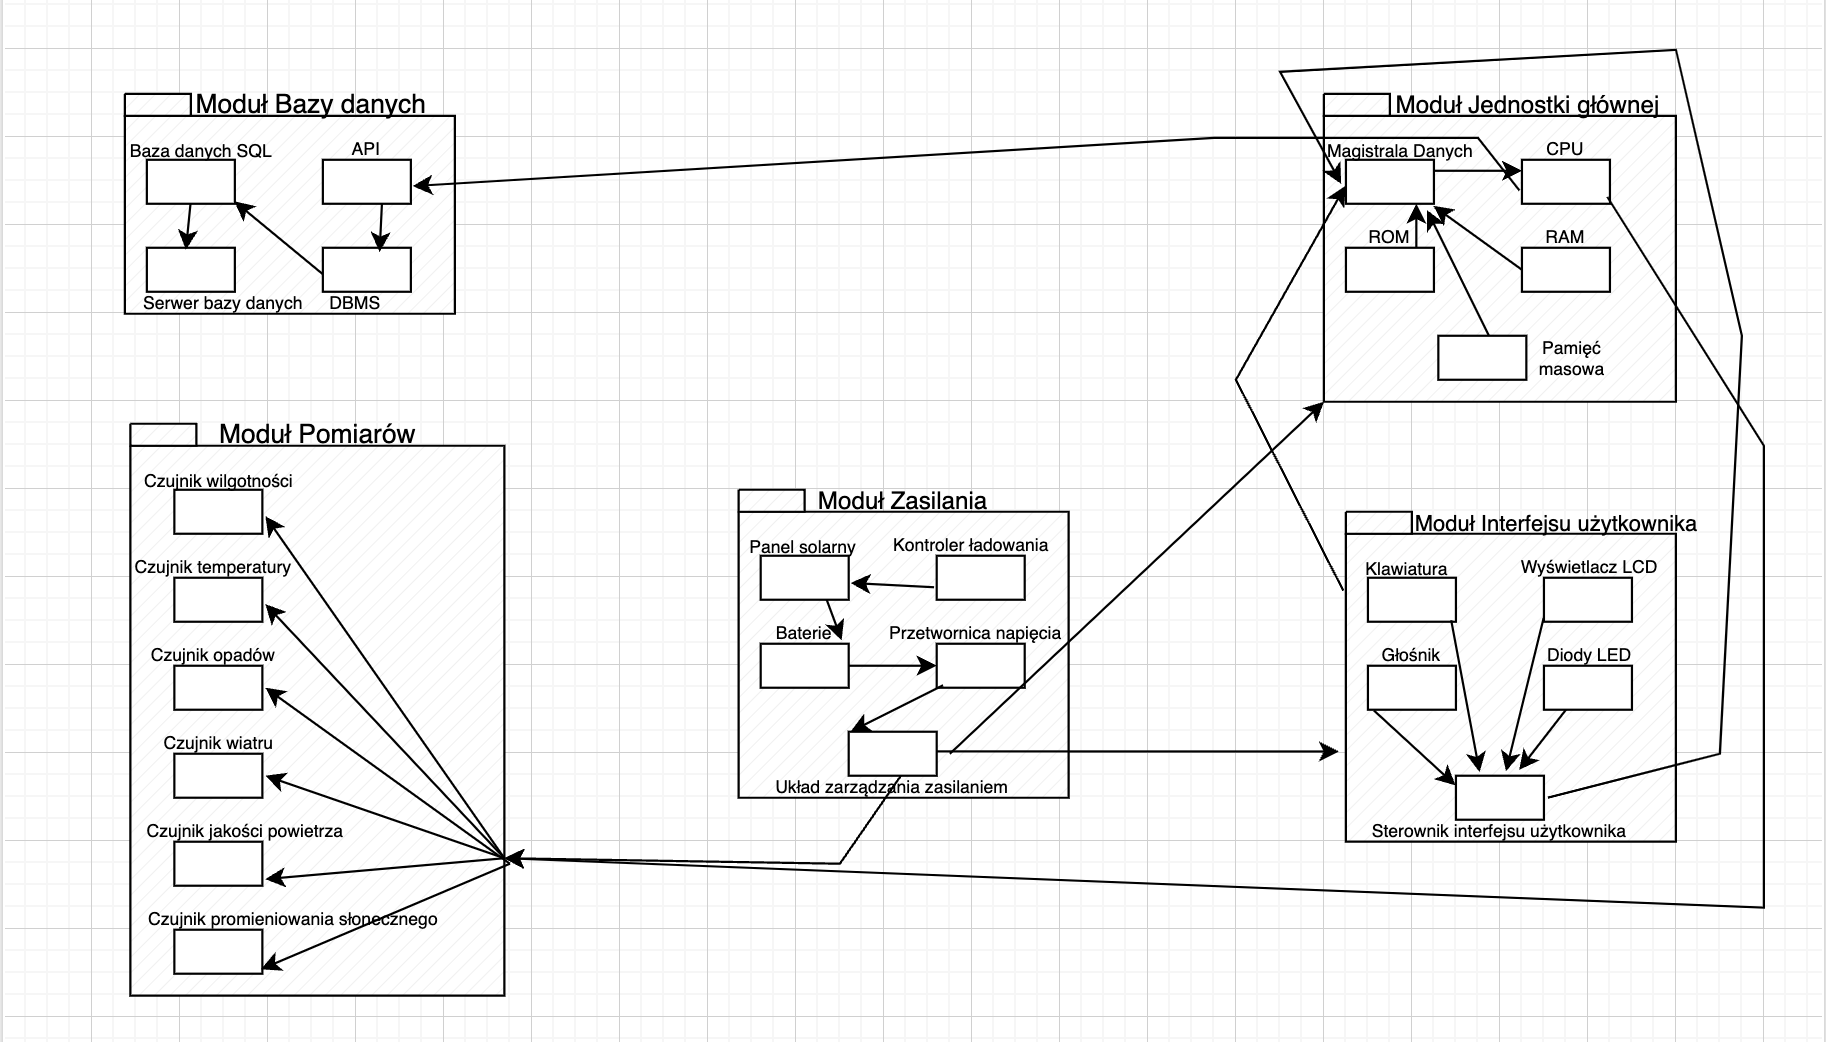 Moduł Bazy danych
Baza danych SQL
API
Serwer bazy danych
DBMS
Moduł Jednostki głównej
Magistrala Danych
CPU
ROM
RAM
Pamięć
masowa
Moduł Pomiarów
Czujnik wilgotności
Czujnik temperatury
Czujnik opadów
Czujnik wiatru
Czujnik jakości powietrza
Czujnik promieniowania słonecznego
Moduł Zasilania
Panel solarny
Kontroler ładowania
Baterie
Przetwornica napięcia
Układ zarządzania zasilaniem
Moduł Interfejsu użytkownika
Klawiatura
Wyświetlacz LCD
Głośnik
Diody LED
Sterownik interfejsu użytkownika